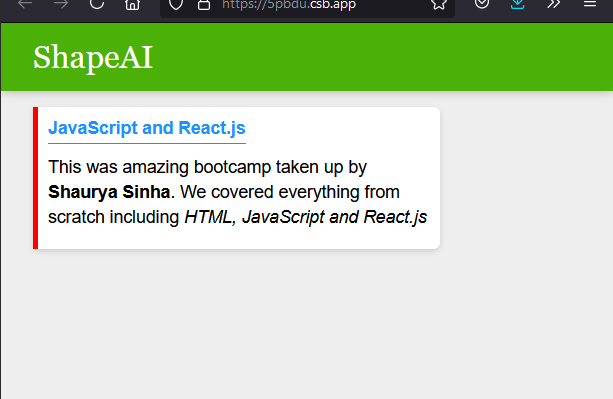 https://5pbdu.csb.app
ShapeAI
JavaScript and React.js
This was amazing bootcamp taken up by
Shaurya Sinha. We covered everything from
scratch including HTML, JavaScript and React.js